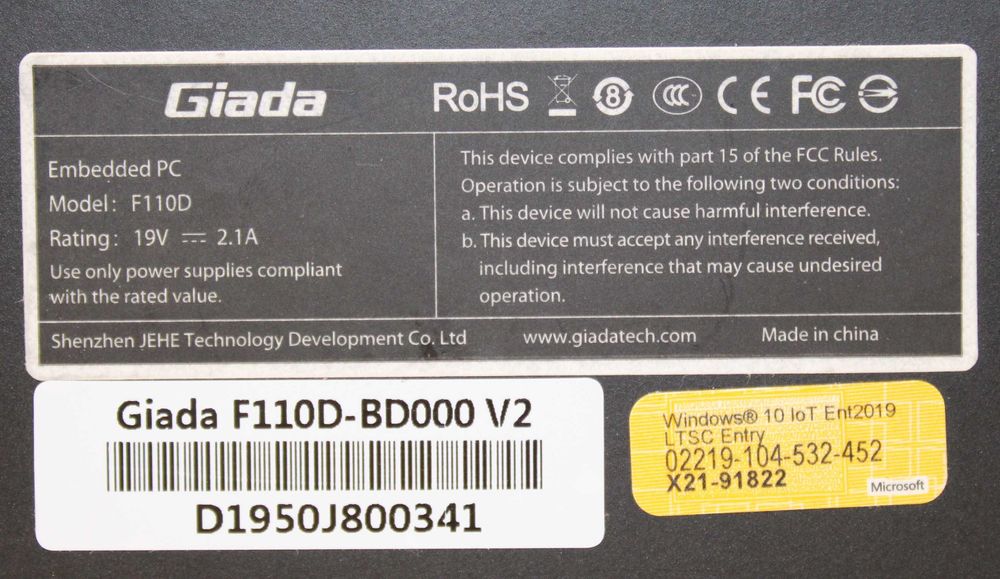 Giada
RoHS 8 CCC CE FC
Embedded PC
Model: F110D
Rating: 19V ⎓ 2.1A
Use only power supplies compliant
with the rated value.
This device complies with part 15 of the FCC Rules.
Operation is subject to the following two conditions:
a. This device will not cause harmful interference.
b. This device must accept any interference received,
including interference that may cause undesired
operation.
Shenzhen JEHE Technology Development Co. Ltd www.giadatech.com Made in china
Giada F110D-BD000 V2
D1950J800341
Windows® 10 IoT Ent2019
LTSC Entry
02219-104-532-452
X21-91822
Microsoft